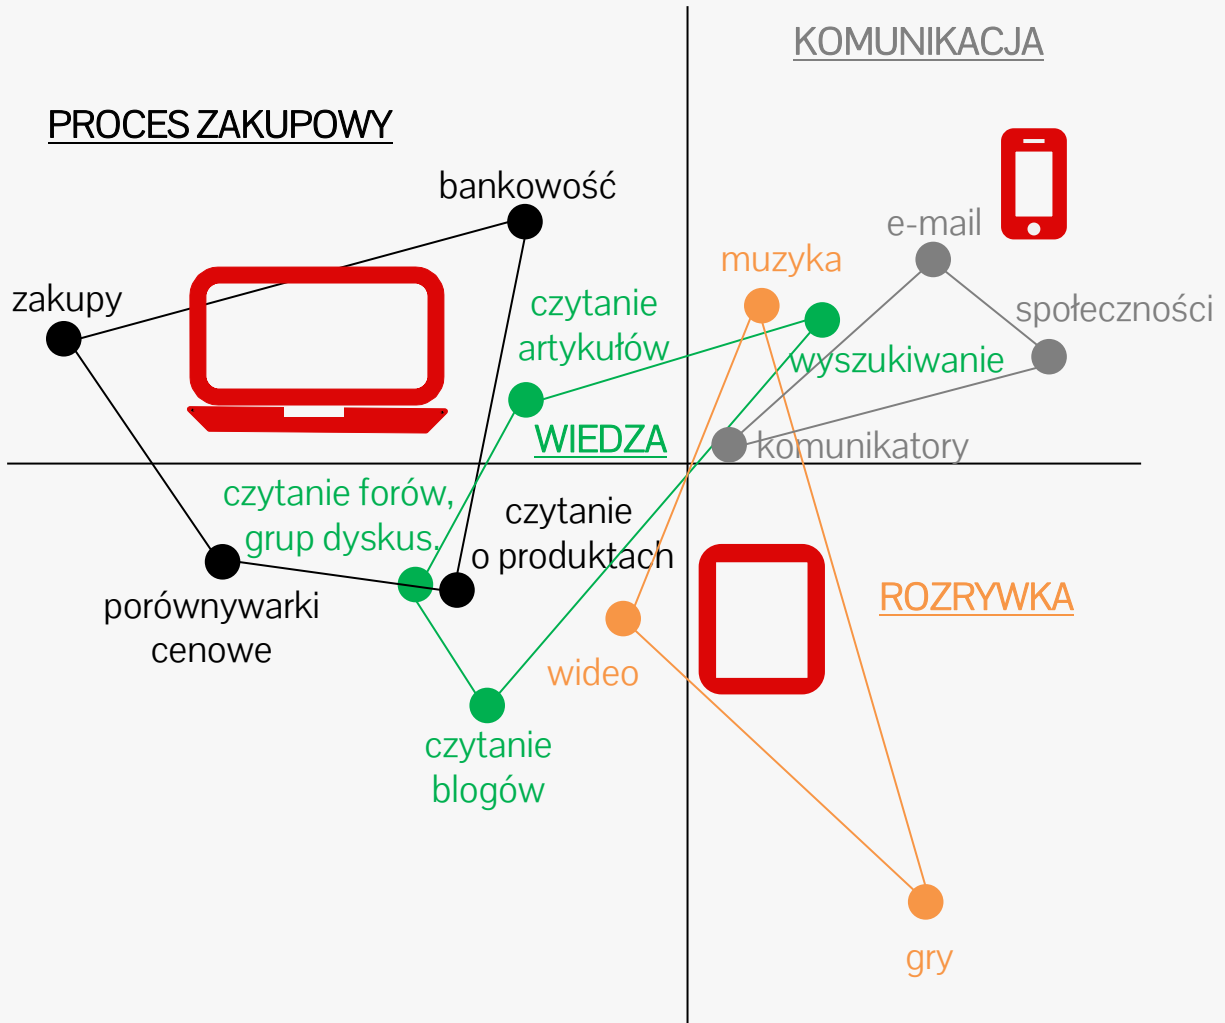 KOMUNIKACJA
PROCES ZAKUPOWY
bankowość
e-mail
muzyka
zakupy
czytanie
artykułów
społeczności
wyszukiwanie
WIEDZA
komunikatory
czytanie forów,
grup dyskus.
czytanie
o produktach
porównywarki
cenowe
ROZRYWKA
wideo
czytanie
blogów
gry